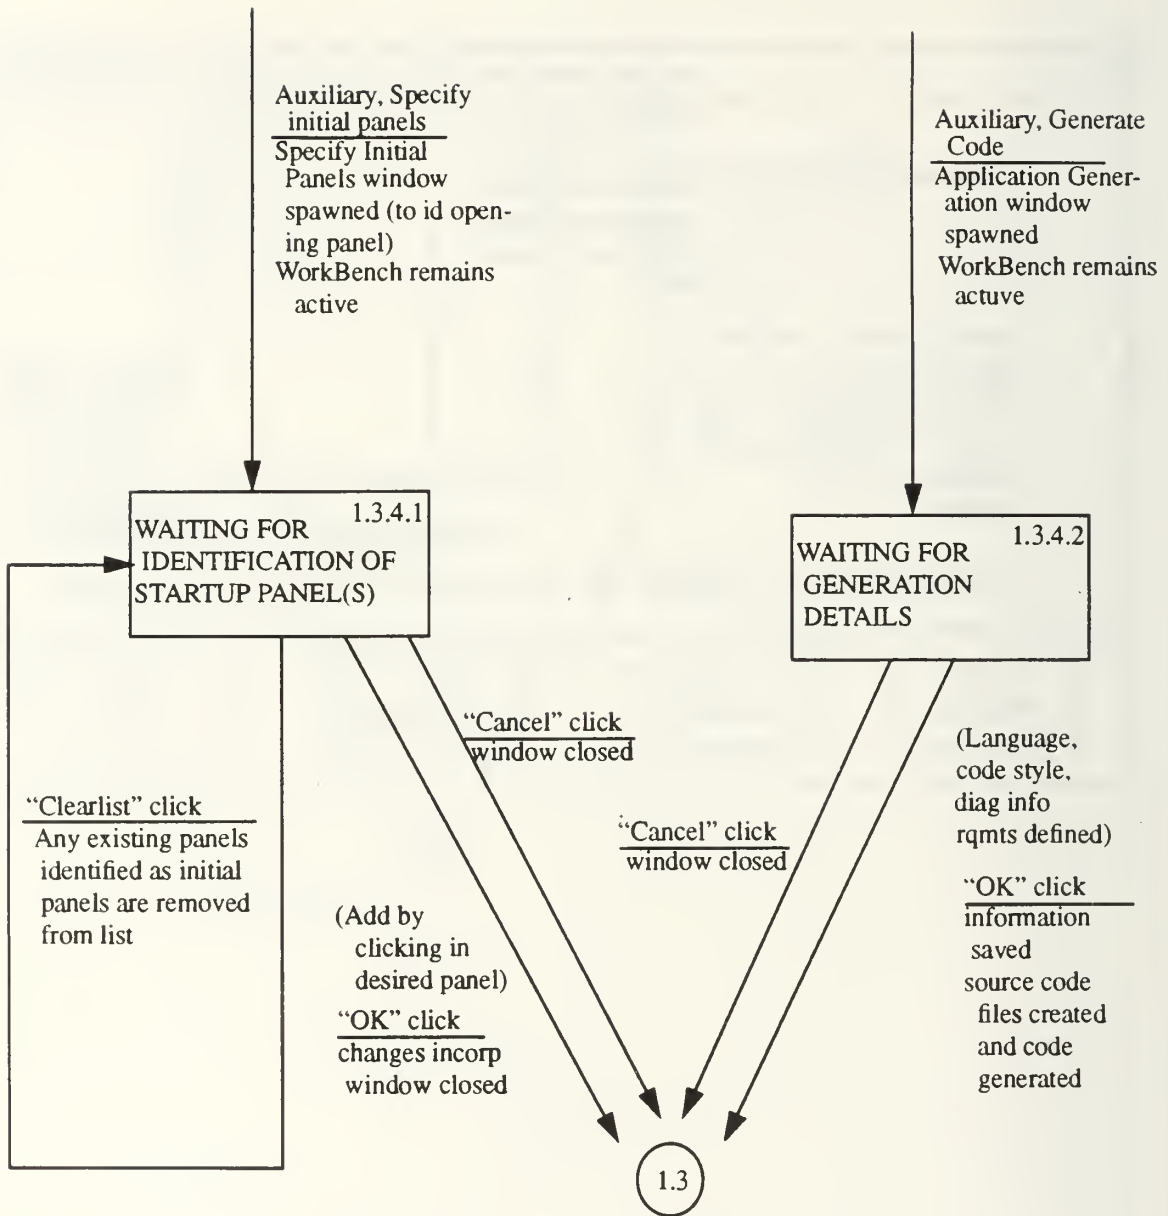 Auxiliary, Specify
initial panels
Specify Initial
Panels window
spawned (to id open-
ing panel)
WorkBench remains
active
Auxiliary, Generate
Code
Application Gener-
ation window
spawned
WorkBench remains
actuve
1.3.4.1
WAITING FOR
IDENTIFICATION OF
STARTUP PANEL(S)
1.3.4.2
WAITING FOR
GENERATION
DETAILS
“Cancel” click
window closed
“Clearlist” click
Any existing panels
identified as initial
panels are removed
from list
(Add by
clicking in
desired panel)
“OK” click
changes incorp
window closed
“Cancel” click
window closed
(Language,
code style,
diag info
rqmts defined)
“OK” click
information
saved
source code
files created
and code
generated
1.3